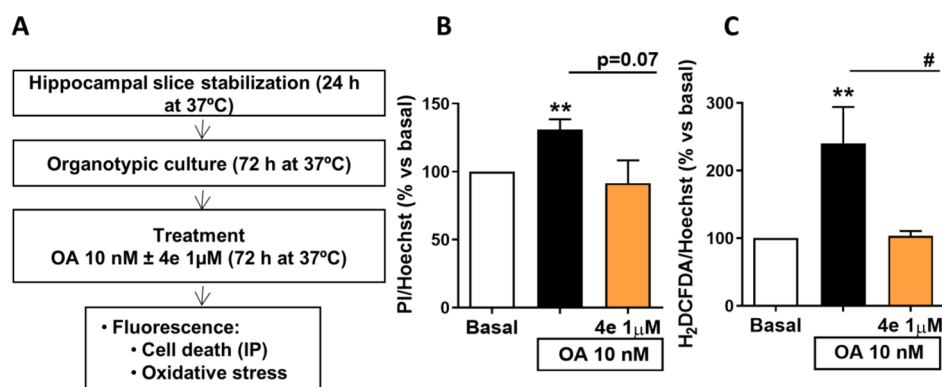 A
Hippocampal slice stabilization (24 h
at 37ºC)
Organotypic culture (72 h at 37ºC)
Treatment
OA 10 nM ± 4e 1µM (72 h at 37ºC)
• Fluorescence:
• Cell death (IP)
• Oxidative stress
B
p=0.07
PI/Hoechst (% vs basal)
150
100
50
0
**
Basal
4e 1µM
OA 10 nM
C
#
H₂DCFDA/Hoechst (% vs basal)
300
200
100
0
**
Basal
4e 1µM
OA 10 nM